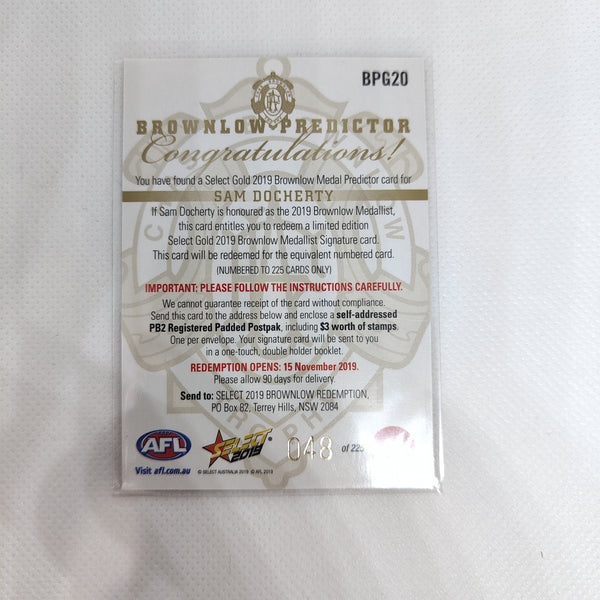 BPG20
BROWNLOW PREDICTOR
Congratulations!
You have found a Select Gold 2019 Brownlow Medal Predictor card for
SAM DOCHERTY
If Sam Docherty is honoured as the 2019 Brownlow Medallist,
this card entitles you to redeem a limited edition
Select Gold 2019 Brownlow Medallist Signature card.
This card will be redeemed for the equivalent numbered card.
(NUMBERED TO 225 CARDS ONLY)
IMPORTANT: PLEASE FOLLOW THE INSTRUCTIONS CAREFULLY.
We cannot guarantee receipt of the card without compliance.
Send this card to the address below and enclose a self-addressed
PB2 Registered Padded Postpak, including $3 worth of stamps.
One per envelope. Your signature card will be sent to you
in a one-touch, double holder booklet.
REDEMPTION OPENS: 15 November 2019.
Please allow 90 days for delivery.
Send to: SELECT 2019 BROWNLOW REDEMPTION,
PO Box 82, Terrey Hills, NSW 2084
AFL SELECT 2019 048 of 225
Visit afl.com.au © SELECT AUSTRALIA 2019 © AFL 2019